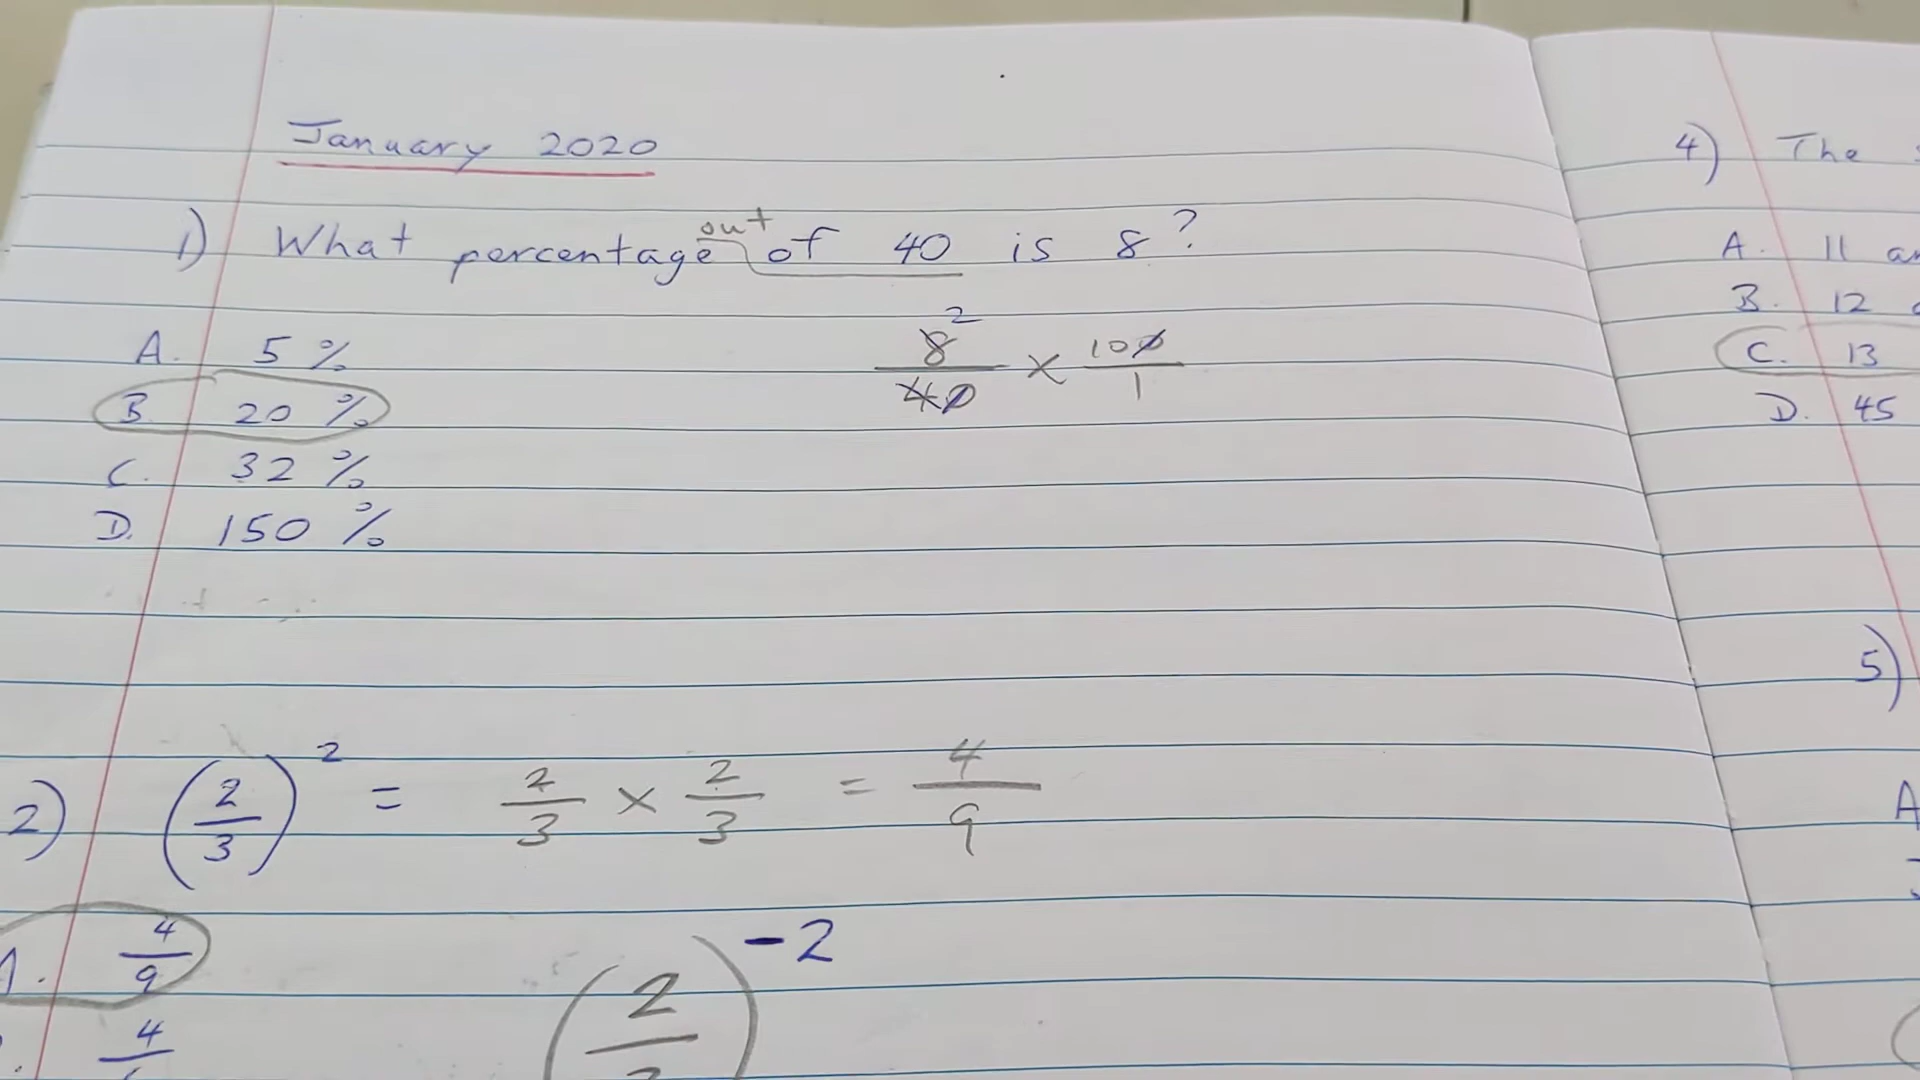 January 2020
1) What percentage out of 40 is 8?
A. 5 %
B. 20 %
C. 32 %
D. 150 %
8 2 / 40 × 100 / 1
2) (2/3)² = 2/3 × 2/3 = 4/9
A. 4/9
4
(2
-2
4) The
A. 11
B. 12
C. 13
D. 45
5)
A